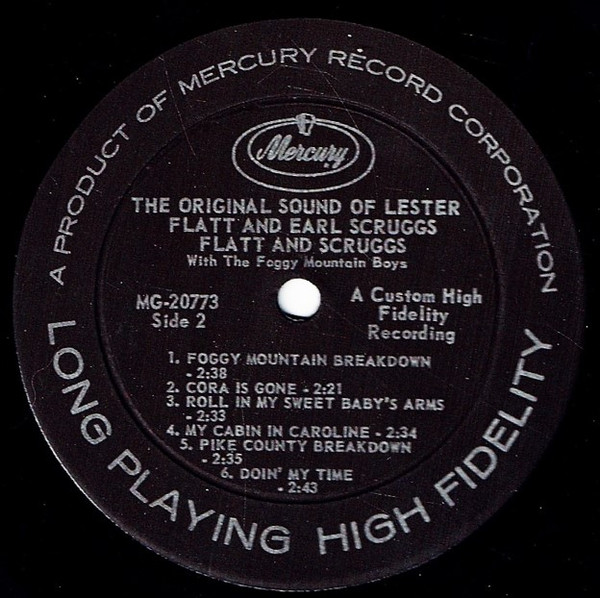 A PRODUCT OF MERCURY RECORD CORPORATION
Mercury
THE ORIGINAL SOUND OF LESTER
FLATT AND EARL SCRUGGS
FLATT AND SCRUGGS
With The Foggy Mountain Boys
MG-20773
Side 2
A Custom High
Fidelity
Recording
1. FOGGY MOUNTAIN BREAKDOWN
- 2:38
2. CORA IS GONE - 2:21
3. ROLL IN MY SWEET BABY'S ARMS
- 2:33
4. MY CABIN IN CAROLINE - 2:34
5. PIKE COUNTY BREAKDOWN
- 2:35
6. DOIN' MY TIME
- 2:43
LONG PLAYING HIGH FIDELITY